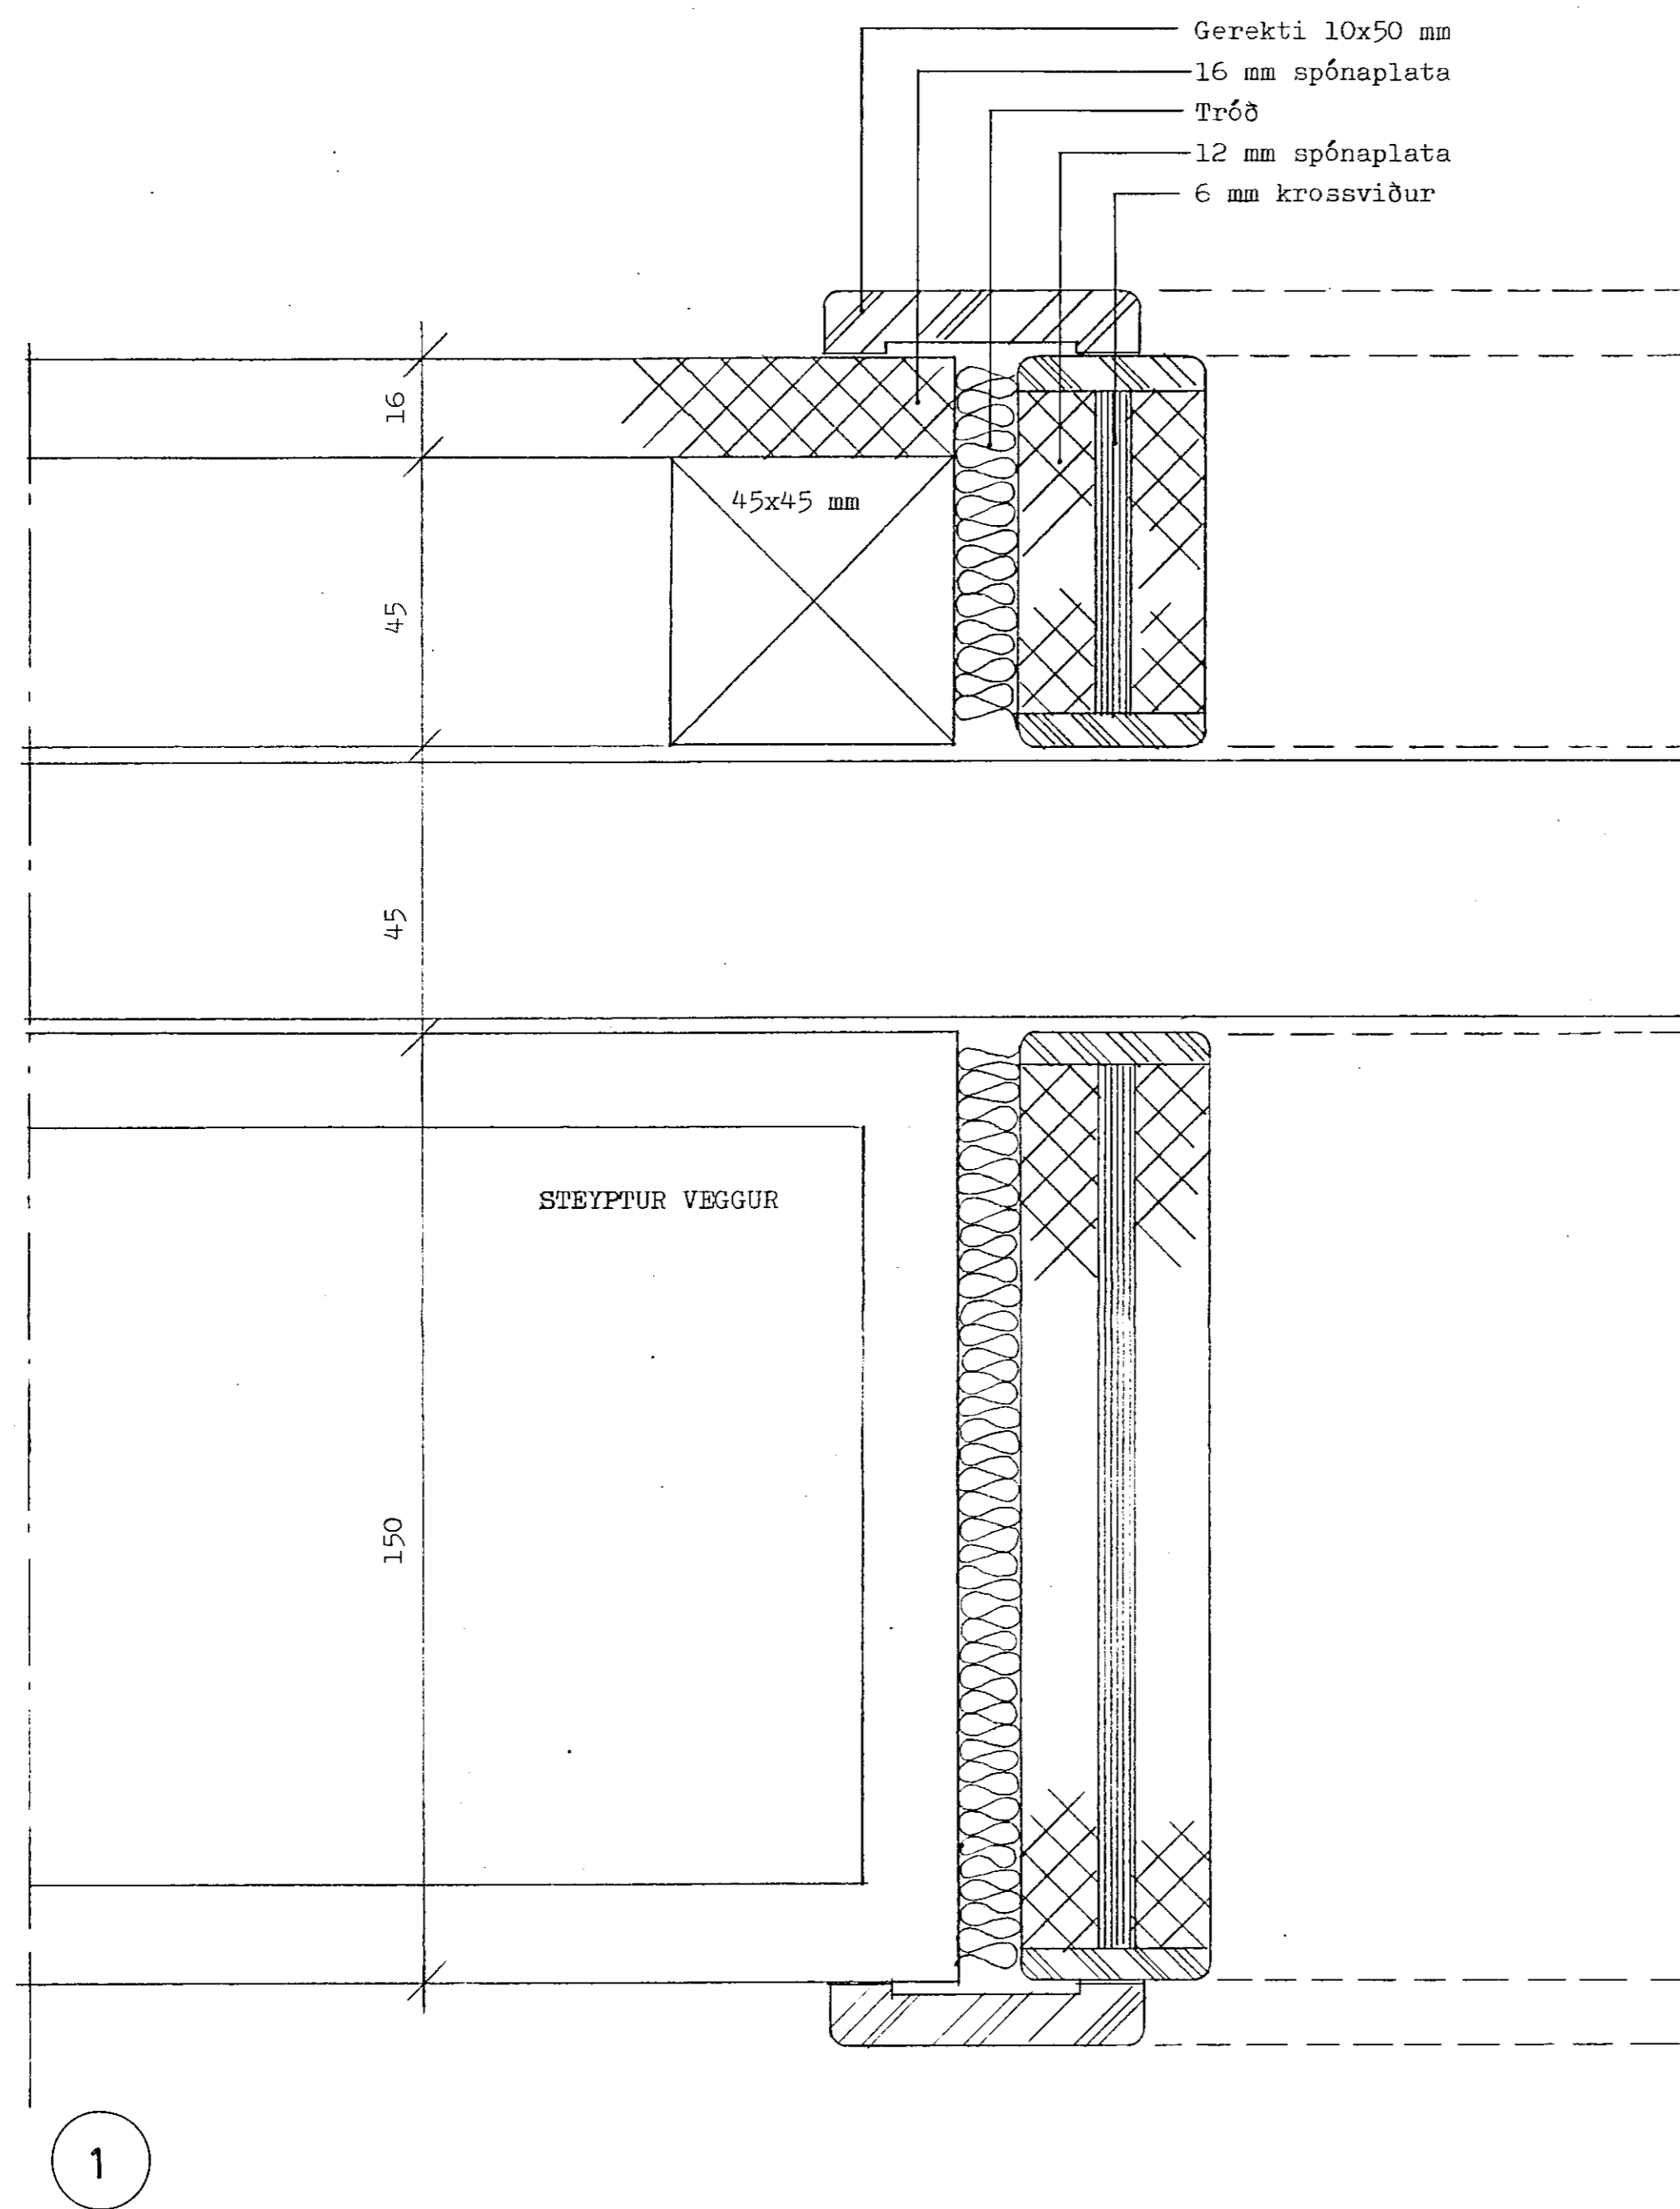 Gerekti 10x50 mm
16 mm spónaplata
Tróð
12 mm spónaplata
6 mm krossviður
16
45x45 mm
45
45
STEYPTUR VEGGUR
150
1